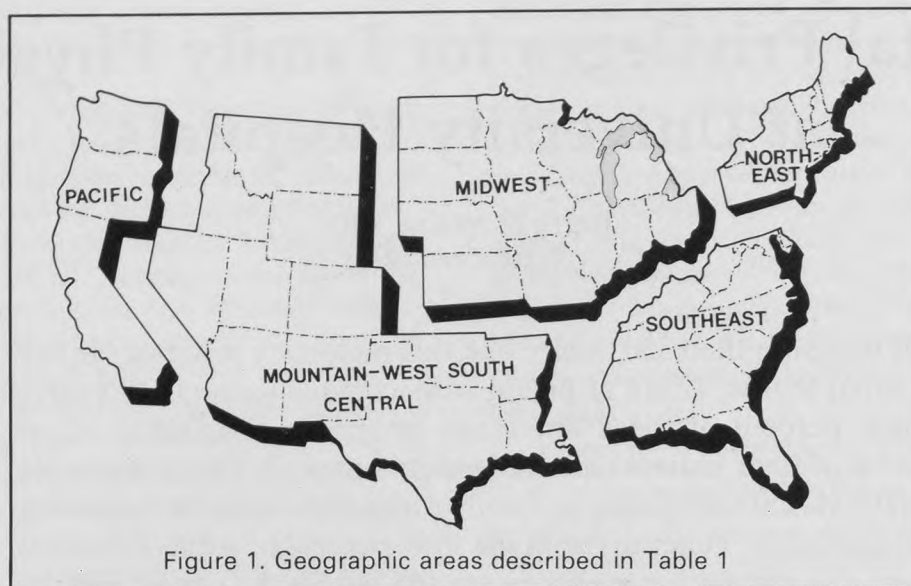 PACIFIC
MIDWEST
NORTH-
EAST
SOUTHEAST
MOUNTAIN-WEST SOUTH
CENTRAL
Figure 1. Geographic areas described in Table 1